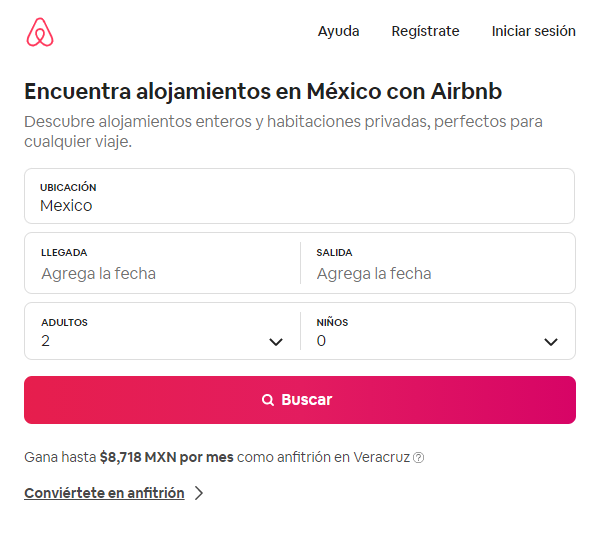 Ayuda Regístrate Iniciar sesión
Encuentra alojamientos en México con Airbnb
Descubre alojamientos enteros y habitaciones privadas, perfectos para
cualquier viaje.
UBICACIÓN
Mexico
LLEGADA SALIDA
Agrega la fecha Agrega la fecha
ADULTOS NIÑOS
2 0
Buscar
Gana hasta $8,718 MXN por mes como anfitrión en Veracruz ?
Conviértete en anfitrión